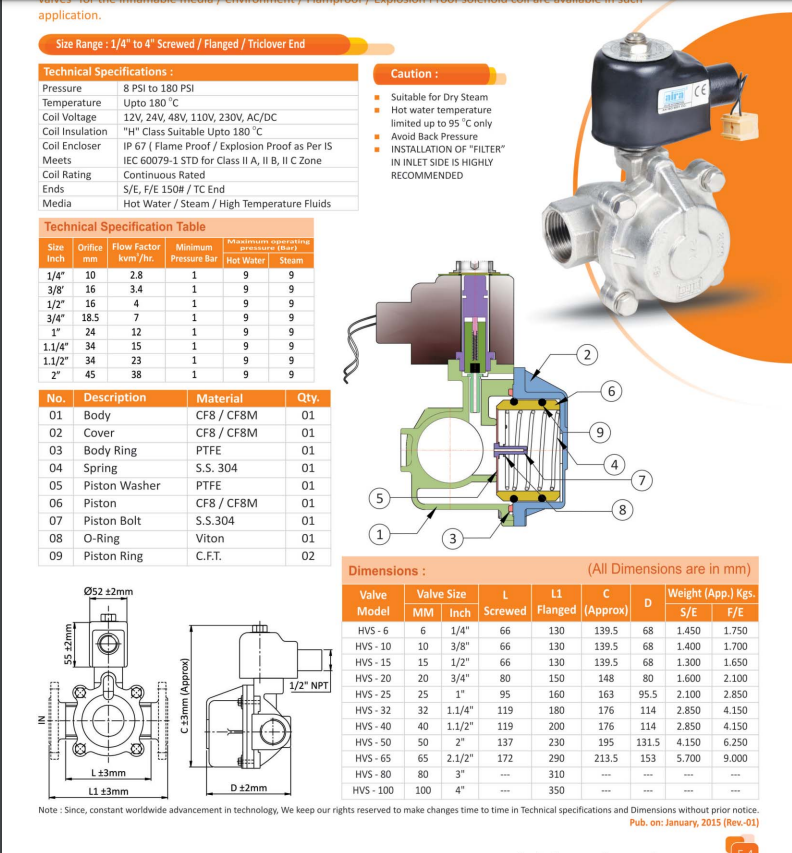 application.
Size Range : 1/4" to 4" Screwed / Flanged / Triclover End
Technical Specifications :
Pressure 8 PSI to 180 PSI
Temperature Upto 180 °C
Coil Voltage 12V, 24V, 48V, 110V, 230V, AC/DC
Coil Insulation "H" Class Suitable Upto 180 °C
Coil Encloser IP 67 ( Flame Proof / Explosion Proof as Per IS
Meets IEC 60079-1 STD for Class II A, II B, II C Zone
Coil Rating Continuous Rated
Ends S/E, F/E 150# / TC End
Media Hot Water / Steam / High Temperature Fluids
Caution :
Suitable for Dry Steam
Hot water temperature
limited up to 95 °C only
Avoid Back Pressure
INSTALLATION OF "FILTER"
IN INLET SIDE IS HIGHLY
RECOMMENDED
aira CE
Technical Specification Table
Size Inch Orifice mm Flow Factor kvm³/hr. Minimum Pressure Bar Maximum operating pressure (Bar)
Hot Water Steam
1/4" 10 2.8 1 9 9
3/8' 16 3.4 1 9 9
1/2" 16 4 1 9 9
3/4" 18.5 7 1 9 9
1" 24 12 1 9 9
1.1/4" 34 15 1 9 9
1.1/2" 34 23 1 9 9
2" 45 38 1 9 9
No. Description Material Qty.
01 Body CF8 / CF8M 01
02 Cover CF8 / CF8M 01
03 Body Ring PTFE 01
04 Spring S.S. 304 01
05 Piston Washer PTFE 01
06 Piston CF8 / CF8M 01
07 Piston Bolt S.S.304 01
08 O-Ring Viton 01
09 Piston Ring C.F.T. 02
2
6
9
4
7
8
5
1
3
Dimensions : (All Dimensions are in mm)
Valve Model Valve Size L Screwed L1 Flanged C (Approx) D Weight (App.) Kgs.
MM Inch S/E F/E
HVS - 6 6 1/4" 66 130 139.5 68 1.450 1.750
HVS - 10 10 3/8" 66 130 139.5 68 1.400 1.700
HVS - 15 15 1/2" 66 130 139.5 68 1.300 1.650
HVS - 20 20 3/4" 80 150 148 80 1.600 2.100
HVS - 25 25 1" 95 160 163 95.5 2.100 2.850
HVS - 32 32 1.1/4" 119 180 176 114 2.850 4.150
HVS - 40 40 1.1/2" 119 200 176 114 2.850 4.150
HVS - 50 50 2" 137 230 195 131.5 4.150 6.250
HVS - 65 65 2.1/2" 172 290 213.5 153 5.700 9.000
HVS - 80 80 3" --- 310 --- --- --- ---
HVS - 100 100 4" --- 350 --- --- --- ---
Ø52 ±2mm
55 ±2mm
IN
L ±3mm
L1 ±3mm
C ±3mm (Approx)
1/2" NPT
D ±2mm
Note : Since, constant worldwide advancement in technology, We keep our rights reserved to make changes time to time in Technical specifications and Dimensions without prior notice.
Pub. on: January, 2015 (Rev.-01)